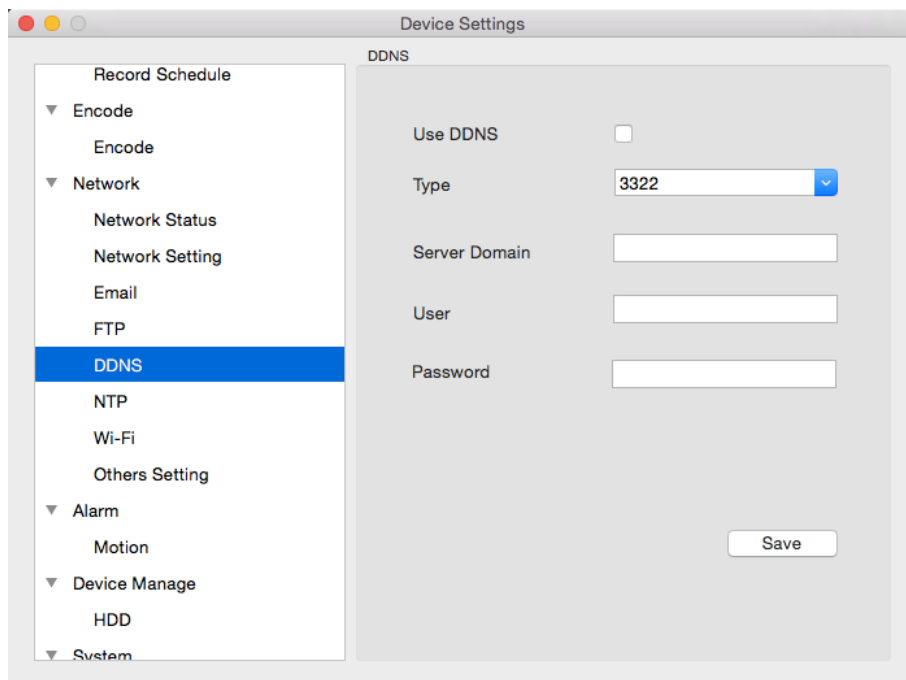 Device Settings
Record Schedule
Encode
Encode
Network
Network Status
Network Setting
Email
FTP
DDNS
NTP
Wi-Fi
Others Setting
Alarm
Motion
Device Manage
HDD
System
DDNS
Use DDNS
Type 3322
Server Domain
User
Password
Save